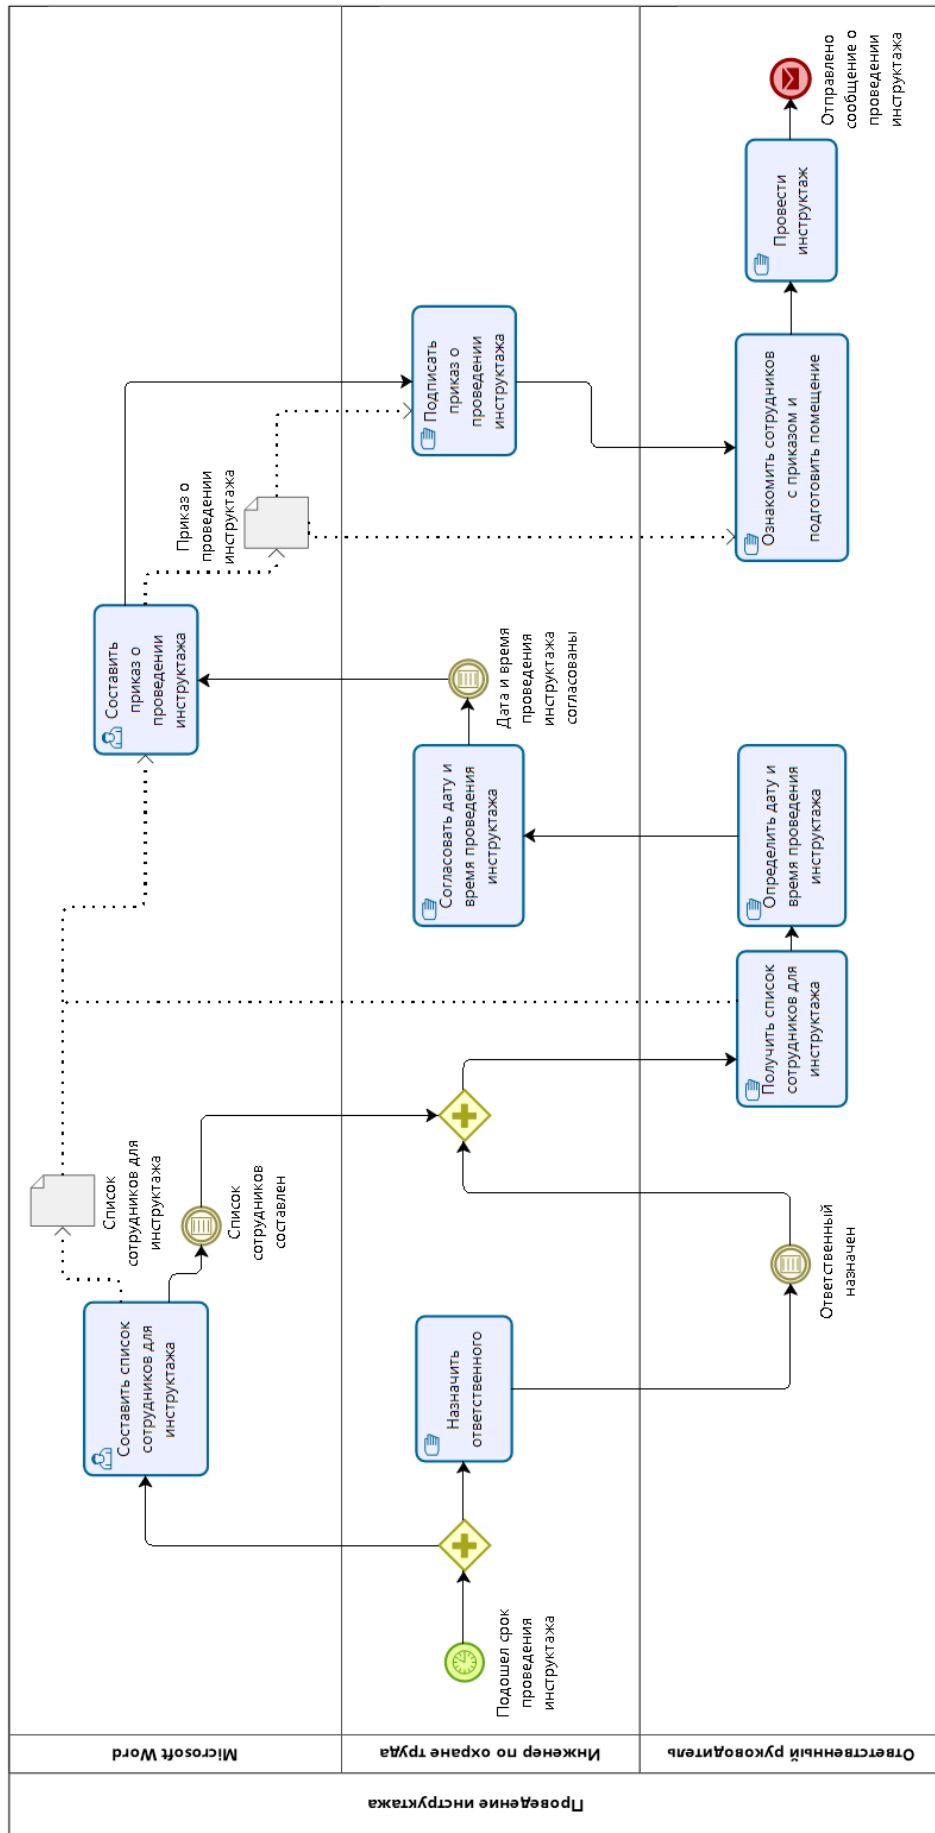 Проведение инструктажа
Microsoft Word
Инженер по охране труда
Ответственный руководитель
Подошел срок
проведения
инструктажа
Составить список
сотрудников для
инструктажа
Список
сотрудников для
инструктажа
Список
сотрудников
составлен
Назначить
ответственного
Ответственный
назначен
Получить список
сотрудников для
инструктажа
Определить дату и
время проведения
инструктажа
Согласовать дату и
время проведения
инструктажа
Дата и время
проведения
инструктажа
согласованы
Составить
приказ о
проведении
инструктажа
Приказ о
проведении
инструктажа
Подписать
приказ о
проведении
инструктажа
Ознакомить сотрудников
с приказом и
подготовить помещение
Провести
инструктаж
Отправлено
сообщение о
проведении
инструктажа